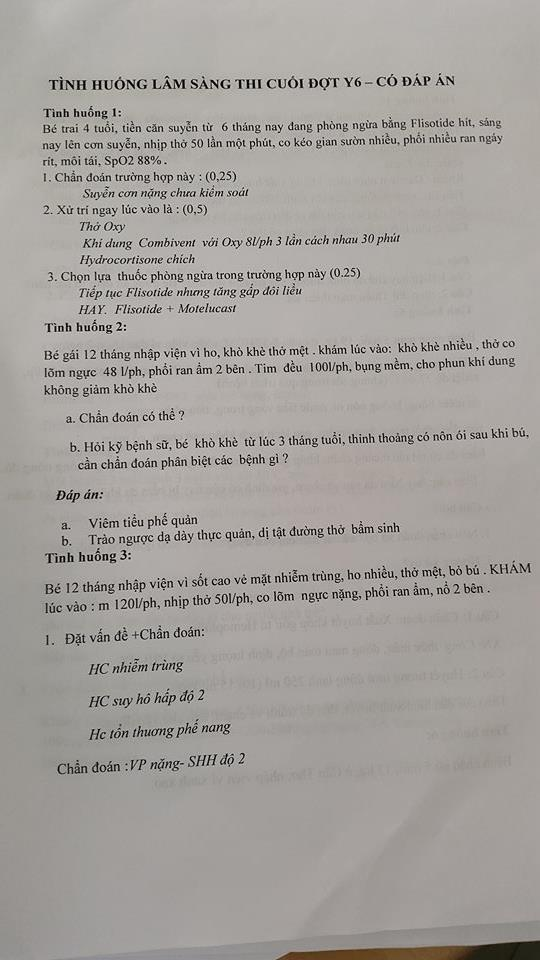 TÌNH HUỐNG LÂM SÀNG THI CUỐI ĐỢT Y6 – CÓ ĐÁP ÁN
Tình huống 1:
Bé trai 4 tuổi, tiền căn suyễn từ 6 tháng nay đang phòng ngừa bằng Flisotide hít, sáng
nay lên cơn suyễn, nhịp thở 50 lần một phút, co kéo gian sườn nhiều, phổi nhiều ran ngáy
rít, môi tái, SpO2 88% .
1. Chẩn đoán trường hợp này : (0,25)
Suyễn cơn nặng chưa kiểm soát
2. Xử trí ngay lúc vào là : (0,5)
Thở Oxy
Khí dung Combivent với Oxy 8l/ph 3 lần cách nhau 30 phút
Hydrocortisone chích
3. Chọn lựa thuốc phòng ngừa trong trường hợp này (0.25)
Tiếp tục Flisotide nhưng tăng gấp đôi liều
HAY. Flisotide + Motelucast
Tình huống 2:
Bé gái 12 tháng nhập viện vì ho, khò khè thở mệt . khám lúc vào: khò khè nhiều , thở co
lõm ngực 48 l/ph, phổi ran ẩm 2 bên . Tim đều 100l/ph, bụng mềm, cho phun khí dung
không giảm khò khè
a. Chẩn đoán có thể ?
b. Hỏi kỹ bệnh sữ, bé khò khè từ lúc 3 tháng tuổi, thinh thoảng có nôn ói sau khi bú,
cần chẩn đoán phân biệt các bệnh gì ?
Đáp án:
a. Viêm tiểu phế quản
b. Trào ngược dạ dày thực quản, dị tật đường thở bẩm sinh
Tình huống 3:
Bé 12 tháng nhập viện vì sốt cao vẻ mặt nhiễm trùng, ho nhiều, thở mệt, bỏ bú . KHÁM
lúc vào : m 120l/ph, nhịp thở 50l/ph, co lõm ngực nặng, phổi ran ẩm, nổ 2 bên .
1. Đặt vấn đề +Chẩn đoán:
HC nhiễm trùng
HC suy hô hấp độ 2
Hc tổn thuơng phế nang
Chẩn đoán :VP nặng- SHH độ 2